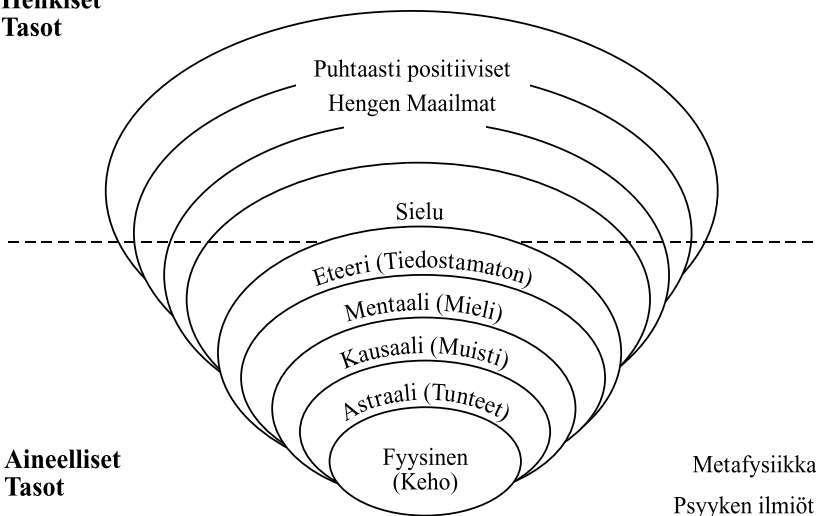 Henkiset
Tasot
Puhtaasti positiiviset
Hengen Maailmat
Sielu
Eteeri (Tiedostamaton)
Mentaali (Mieli)
Kausaali (Muisti)
Astraali (Tunteet)
Fyysinen
(Keho)
Aineelliset
Tasot
Metafysiikka
Psyyken ilmiöt